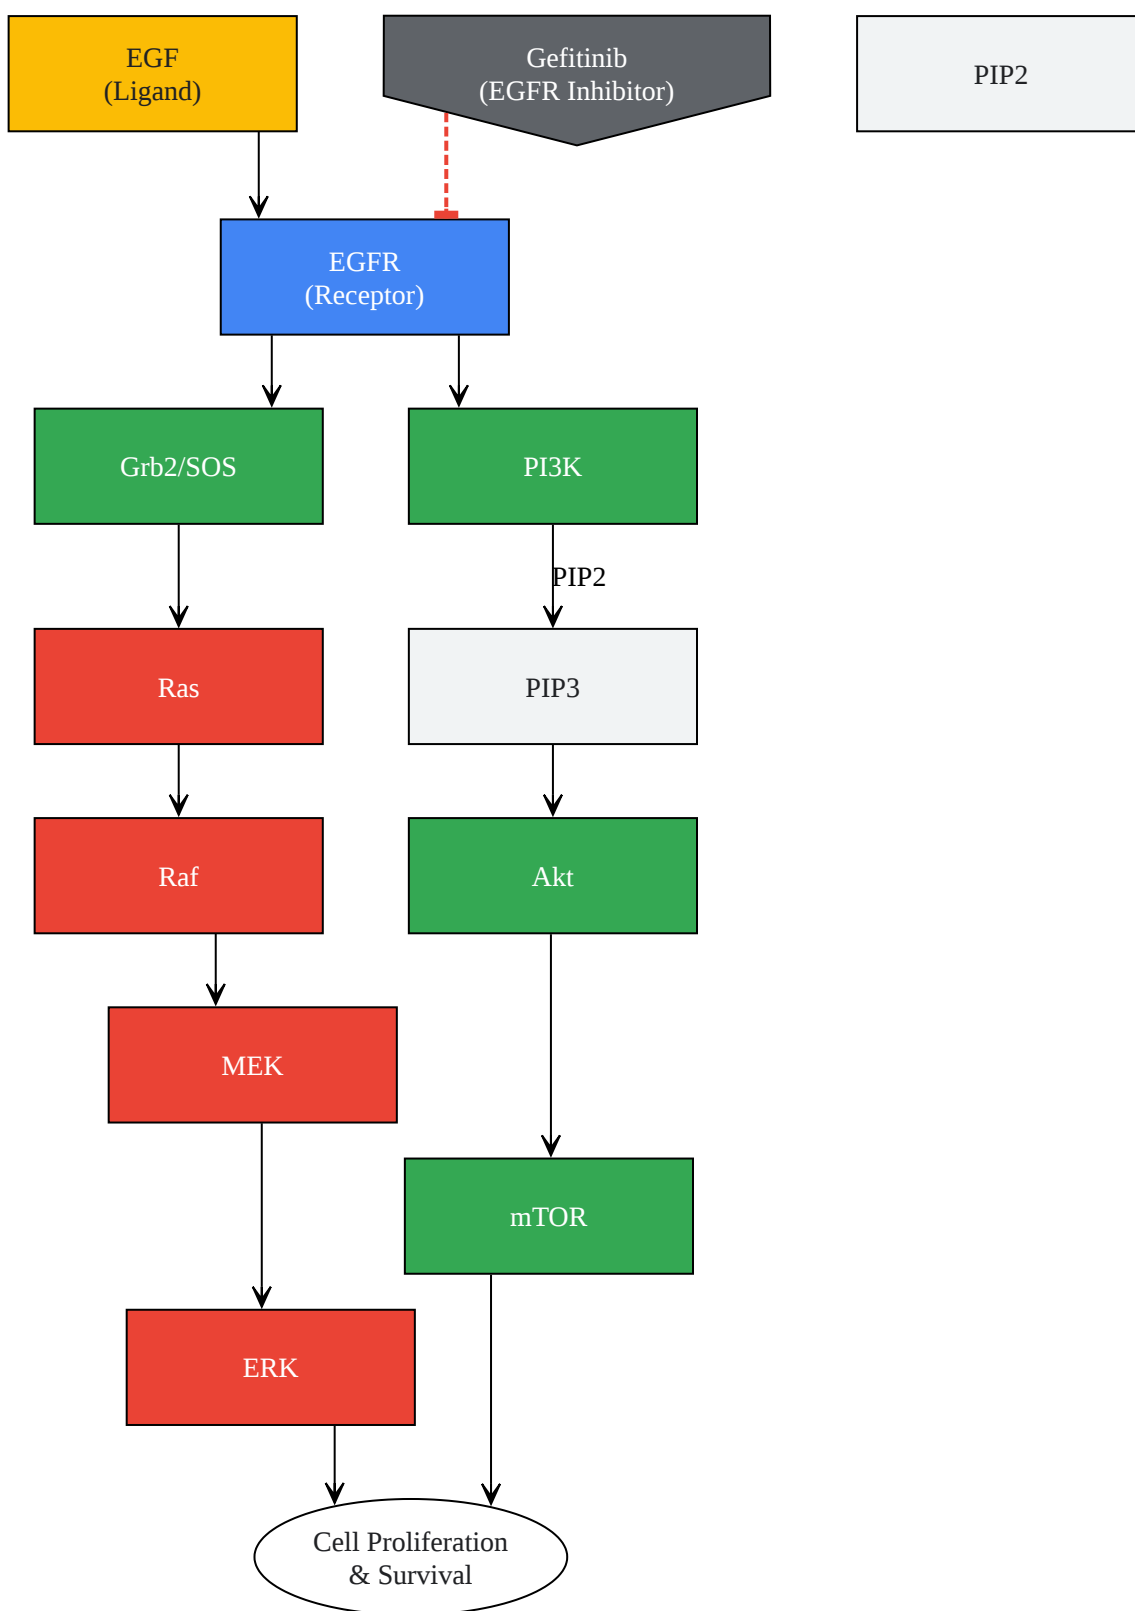 EGF
(Ligand)
Gefitinib
(EGFR Inhibitor)
PIP2
EGFR
(Receptor)
Grb2/SOS
PI3K
PIP2
Ras
PIP3
Raf
Akt
MEK
mTOR
ERK
Cell Proliferation
& Survival